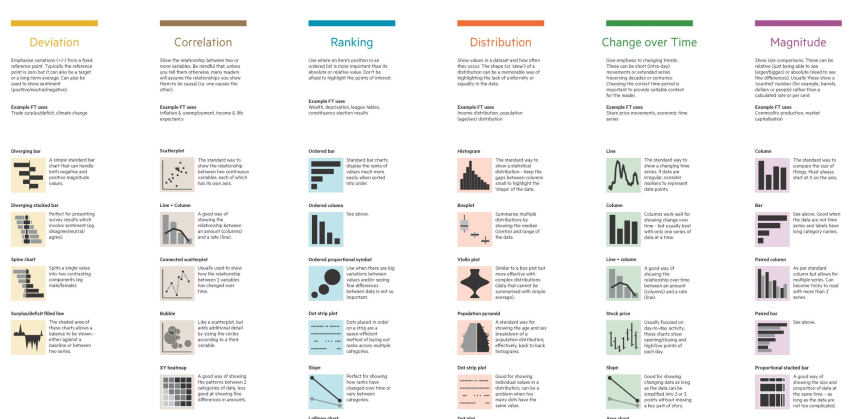 Deviation
Emphasise variations (+/-) from a fixed
reference point. Typically the reference
point is zero but it can also be a target
or a long-term average. Can also be
used to show sentiment
(positive/neutral/negative).
Example FT uses
Trade surplus/deficit, climate change
Diverging bar
A simple standard bar
chart that can handle
both negative and
positive magnitude
values.
Diverging stacked bar
Perfect for presenting
survey results which
involve sentiment (eg
disagree/neutral/
agree).
Spine chart
Splits a single value
into two contrasting
components (eg
male/female)
Surplus/deficit filled line
The shaded area of
these charts allows a
balance to be shown -
either against a
baseline or between
two series.
Correlation
Show the relationship between two or
more variables. Be mindful that, unless
you tell them otherwise, many readers
will assume the relationships you show
them to be causal (i.e. one causes the
other).
Example FT uses
Inflation & unemployment, income & life
expectancy
Scatterplot
The standard way to
show the relationship
between two continuous
variables, each of which
has its own axis.
Line + Column
A good way of
showing the
relationship between
an amount (columns)
and a rate (line).
Connected scatterplot
Usually used to show
how the relationship
between 2 variables
has changed over
time.
Bubble
Like a scatterplot, but
adds additional detail
by sizing the circles
according to a third
variable.
XY heatmap
A good way of showing
the patterns between 2
categories of data, less
good at showing fine
differences in amounts.
Ranking
Use where an item's position in an
ordered list is more important than its
absolute or relative value. Don't be
afraid to highlight the points of interest.
Example FT uses
Wealth, deprivation, league tables,
constituency election results
Ordered bar
Standard bar charts
display the ranks of
values much more
easily when sorted
into order.
Ordered column
See above.
Ordered proportional symbol
Use when there are big
variations between
values and/or seeing
fine differences
between data is not so
important.
Dot strip plot
Dots placed in order
on a strip are a
space-efficient
method of laying out
ranks across multiple
categories.
Slope
Perfect for showing
how ranks have
changed over time or
vary between
categories.
Lollipop chart
Distribution
Show values in a dataset and how often
they occur. The shape (or 'skew') of a
distribution can be a memorable way of
highlighting the lack of uniformity or
equality in the data.
Example FT uses
Income distribution, population
(age/sex) distribution
Histogram
The standard way to
show a statistical
distribution - keep the
gaps between columns
small to highlight the
'shape' of the data.
Boxplot
Summarise multiple
distributions by
showing the median
(centre) and range of
the data
Violin plot
Similar to a box plot but
more effective with
complex distributions
(data that cannot be
summarised with simple
average).
Population pyramid
A standard way for
showing the age and sex
breakdown of a
population distribution;
effectively, back to back
histograms.
Dot strip plot
Good for showing
individual values in a
distribution, can be a
problem when too
many dots have the
same value
Dot plot
Change over Time
Give emphasis to changing trends.
These can be short (intra-day)
movements or extended series
traversing decades or centuries:
Choosing the correct time period is
important to provide suitable context
for the reader.
Example FT uses
Share price movements, economic time
series
Line
The standard way to
show a changing time
series. If data are
irregular, consider
markers to represent
data points.
Column
Columns work well for
showing change over
time - but usually best
with only one series of
data at a time.
Line + column
A good way of
showing the
relationship over time
between an amount
(columns) and a rate
(line).
Stock price
Usually focused on
day-to-day activity,
these charts show
opening/closing and
high/low points of
each day.
Slope
Good for showing
changing data as long
as the data can be
simplified into 2 or 3
points without missing
a key part of story.
Area chart
Magnitude
Show size comparisons. These can be
relative (just being able to see
larger/bigger) or absolute (need to see
fine differences). Usually these show a
'counted' number (for example, barrels,
dollars or people) rather than a
calculated rate or per cent
Example FT uses
Commodity production, market
capitalisation
Column
The standard way to
compare the size of
things. Must always
start at 0 on the axis.
Bar
See above. Good when
the data are not time
series and labels have
long category names.
Paired column
As per standard
column but allows for
multiple series. Can
become tricky to read
with more than 2
series.
Paired bar
See above.
Proportional stacked bar
A good way of
showing the size and
proportion of data at
the same time - as
long as the data are
not too complicated.